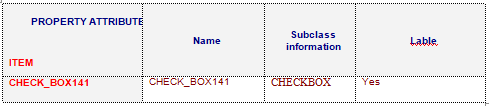 PROPERTY ATTRIBUTE
ITEM
Name
Subclass
information
Lable
CHECK_BOX141
CHECK_BOX141
CHECKBOX
Yes